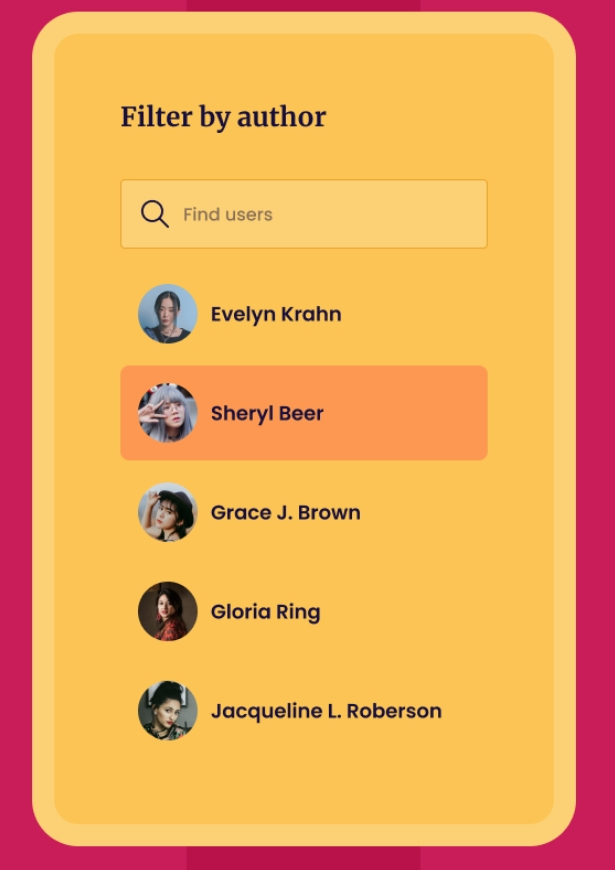 Filter by author
Find users
Evelyn Krahn
Sheryl Beer
Grace J. Brown
Gloria Ring
Jacqueline L. Roberson